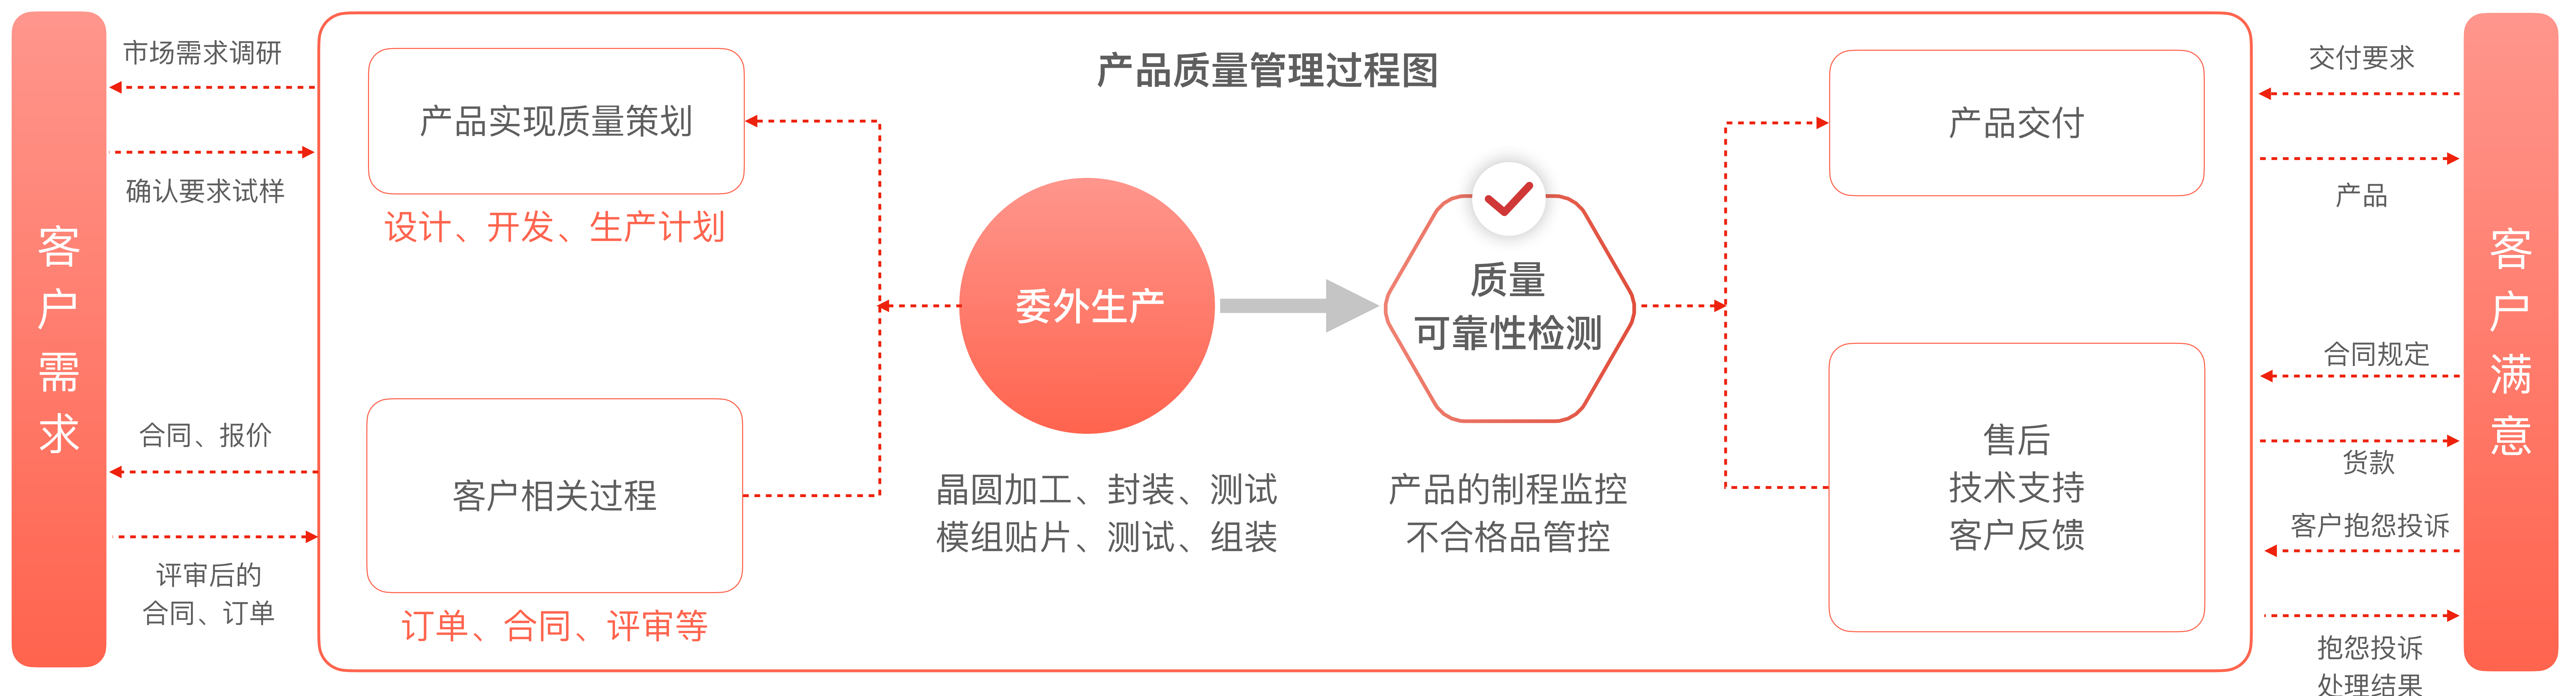 客户需求
市场需求调研
确认要求试样
合同、报价
评审后的
合同、订单
产品质量管理过程图
产品实现质量策划
设计、开发、生产计划
客户相关过程
订单、合同、评审等
委外生产
晶圆加工、封装、测试
模组贴片、测试、组装
质量
可靠性检测
产品的制程监控
不合格品管控
产品交付
售后
技术支持
客户反馈
交付要求
产品
合同规定
货款
客户抱怨投诉
抱怨投诉
处理结果
客户满意